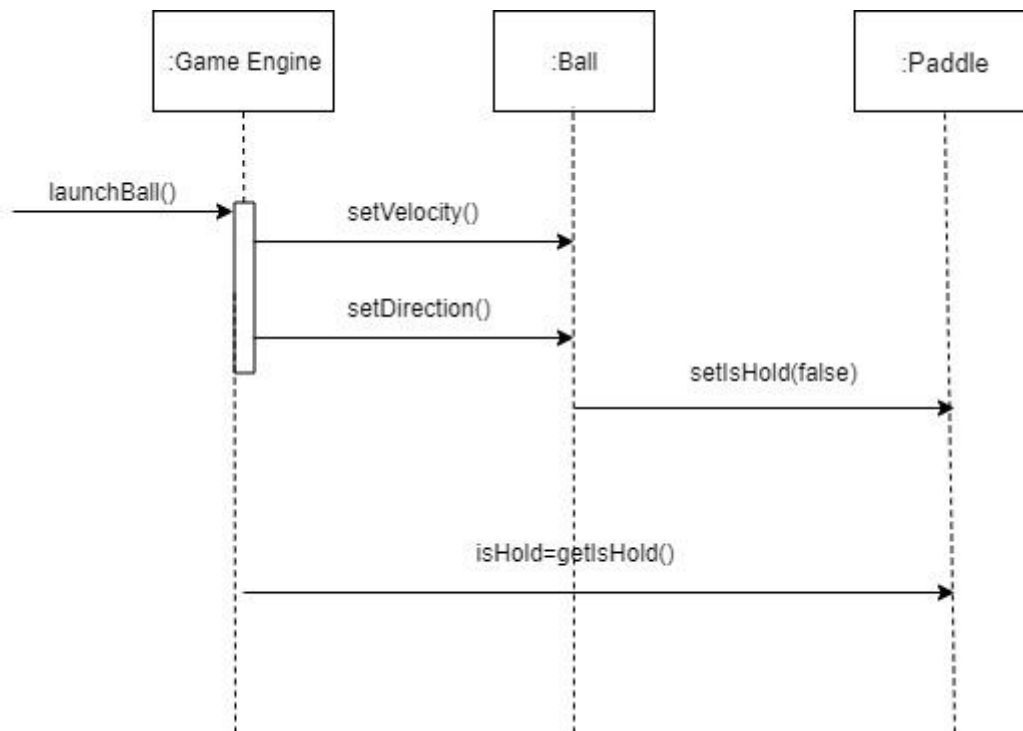 :Game Engine
:Ball
:Paddle
launchBall()
setVelocity()
setDirection()
setIsHold(false)
isHold=getIsHold()